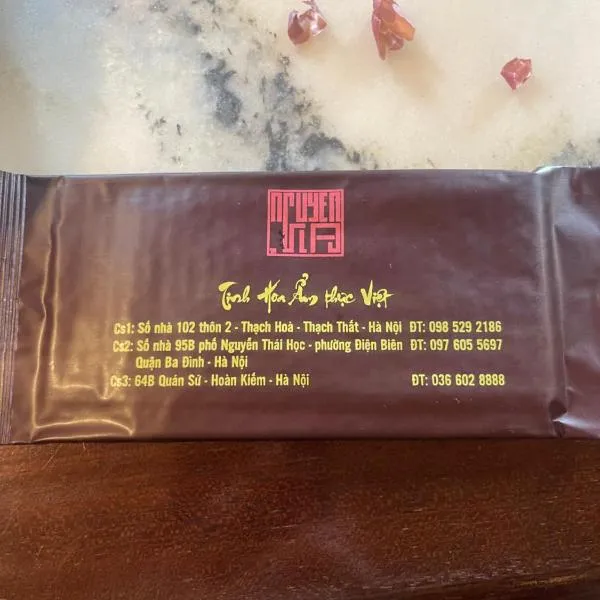 NGUYEN
NA
Tinh Hoa Ẩm thực Việt
Cs1: Số nhà 102 thôn 2 - Thạch Hoà - Thạch Thất - Hà Nội ĐT: 098 529 2186
Cs2: Số nhà 95B phố Nguyễn Thái Học - phường Điện Biên ĐT: 097 605 5697
Quận Ba Đình - Hà Nội
Cs3: 64B Quán Sứ - Hoàn Kiếm - Hà Nội ĐT: 036 602 8888